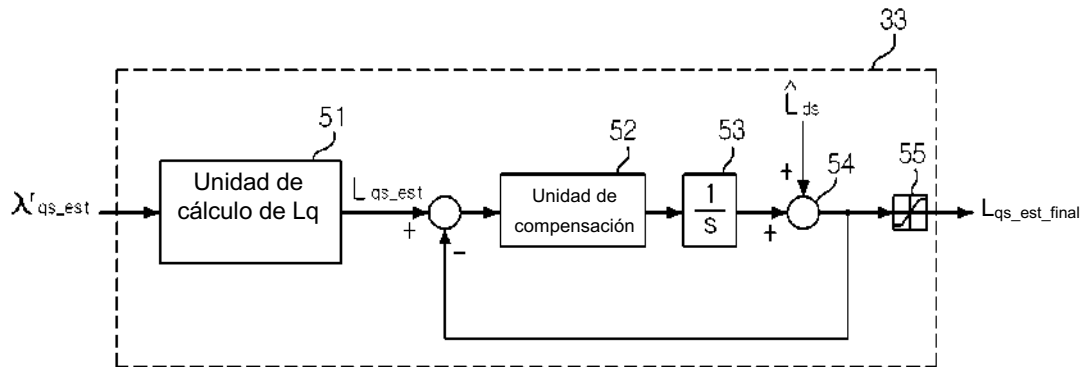 33
51
52
53
L̂ds
54
55
λʳqs_est
Unidad de
cálculo de Lq
Lqs_est
+
-
Unidad de
compensación
1
S
+
+
Lqs_est_final